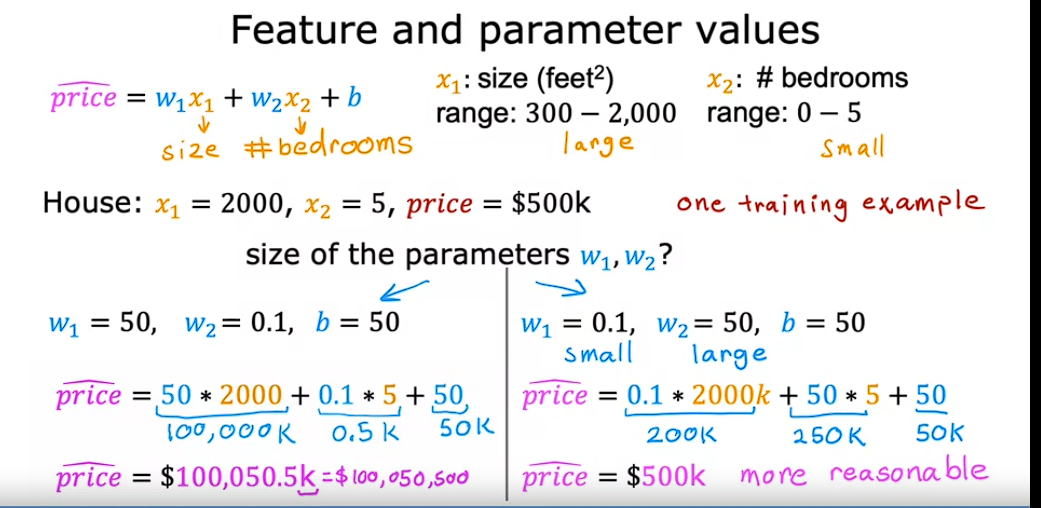 Feature and parameter values
price = w₁x₁ + w₂x₂ + b
x₁: size (feet²)
x₂: # bedrooms
range: 300 – 2,000
range: 0 – 5
size #bedrooms
large
small
House: x₁ = 2000, x₂ = 5, price = $500k
one training example
size of the parameters w₁, w₂?
w₁ = 50, w₂ = 0.1, b = 50
price = 50 * 2000 + 0.1 * 5 + 50
100,000K 0.5K 50K
price = $100,050.5k = $100,050,500
w₁ = 0.1, w₂ = 50, b = 50
small large
price = 0.1 * 2000k + 50 * 5 + 50
200K 250K 50K
price = $500k more reasonable